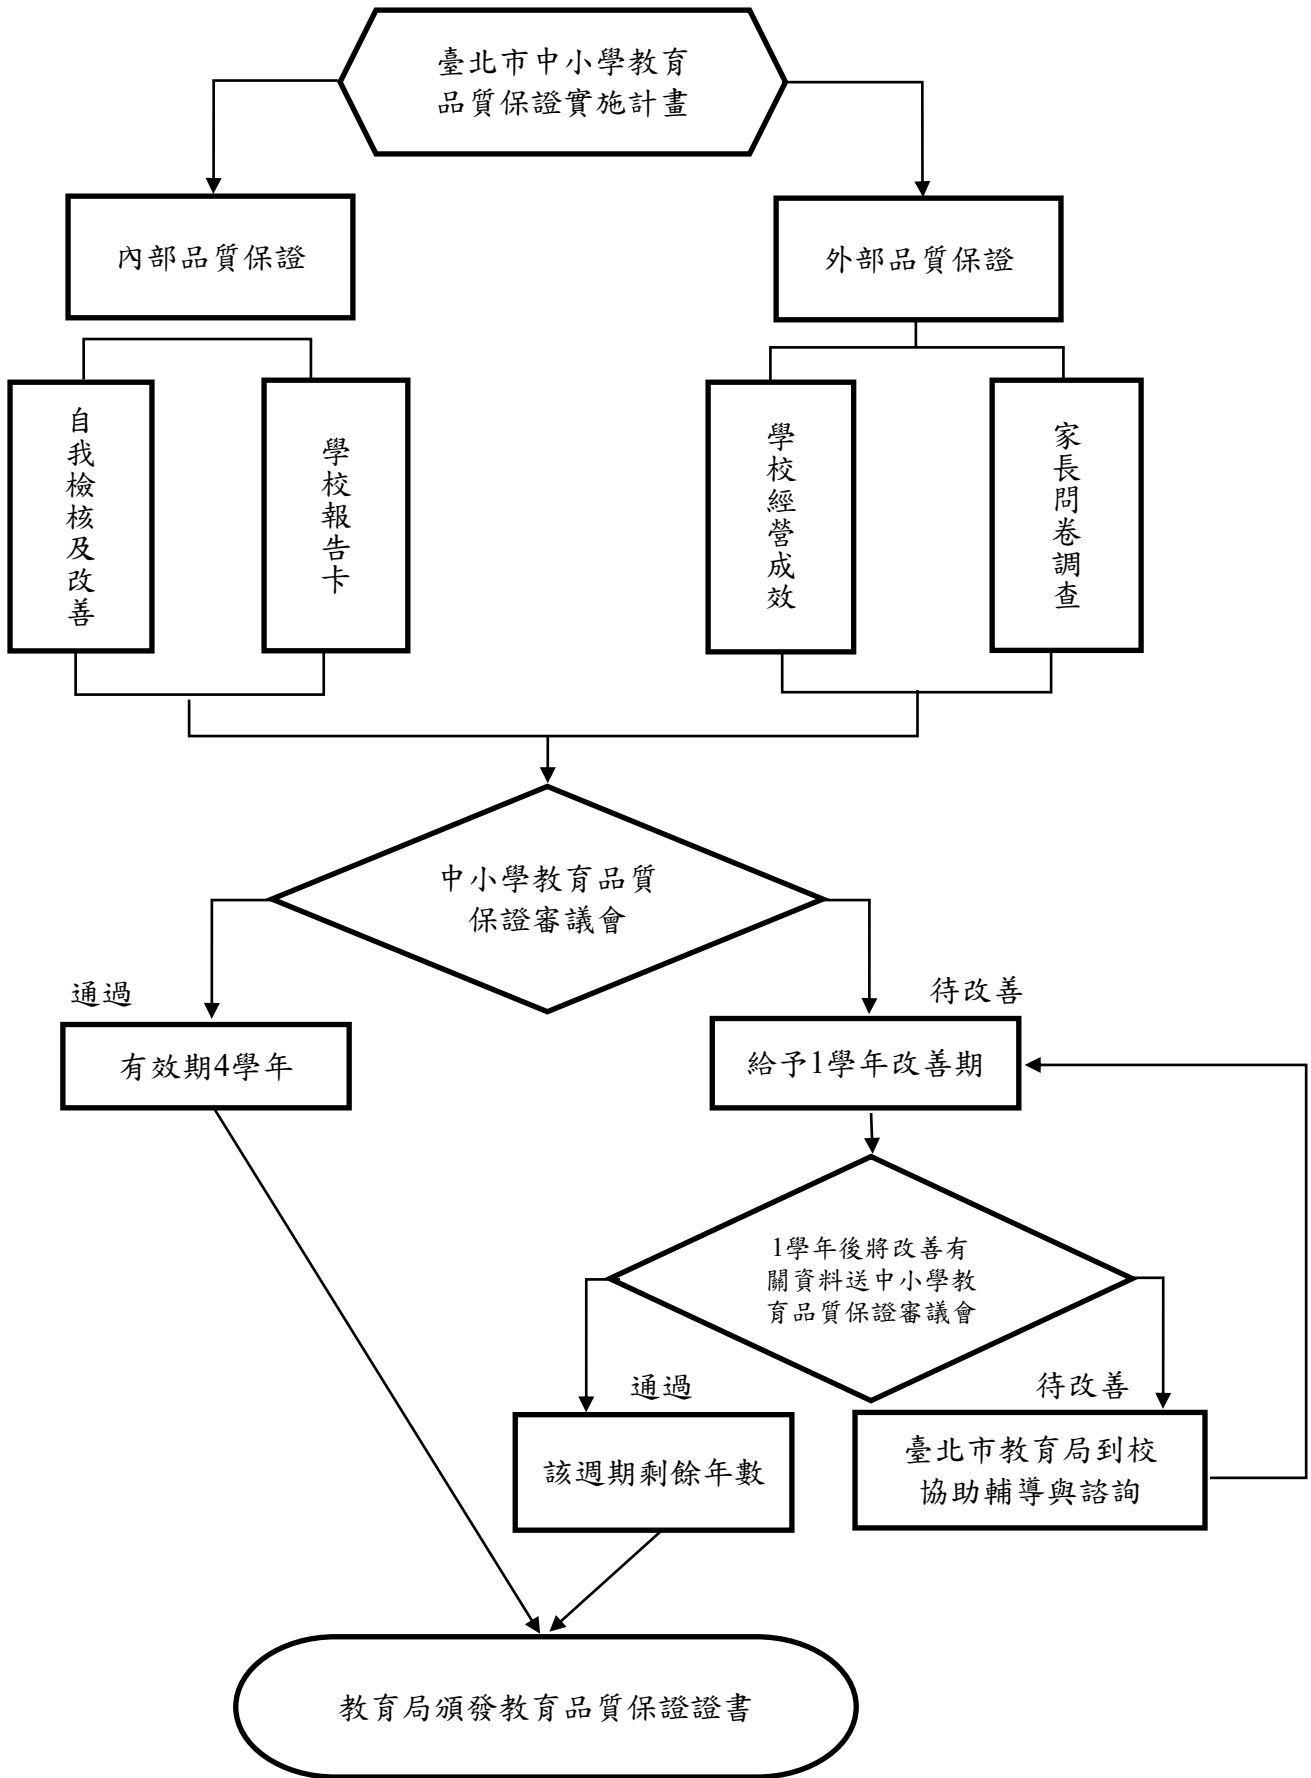 臺北市中小學教育
品質保證實施計畫
內部品質保證
外部品質保證
自我檢核及改善
學校報告卡
學校經營成效
家長問卷調查
中小學教育品質
保證審議會
通過
待改善
有效期4學年
給予1學年改善期
1學年後將改善有
關資料送中小學教
育品質保證審議會
通過
待改善
該週期剩餘年數
臺北市教育局到校
協助輔導與諮詢
教育局頒發教育品質保證證書